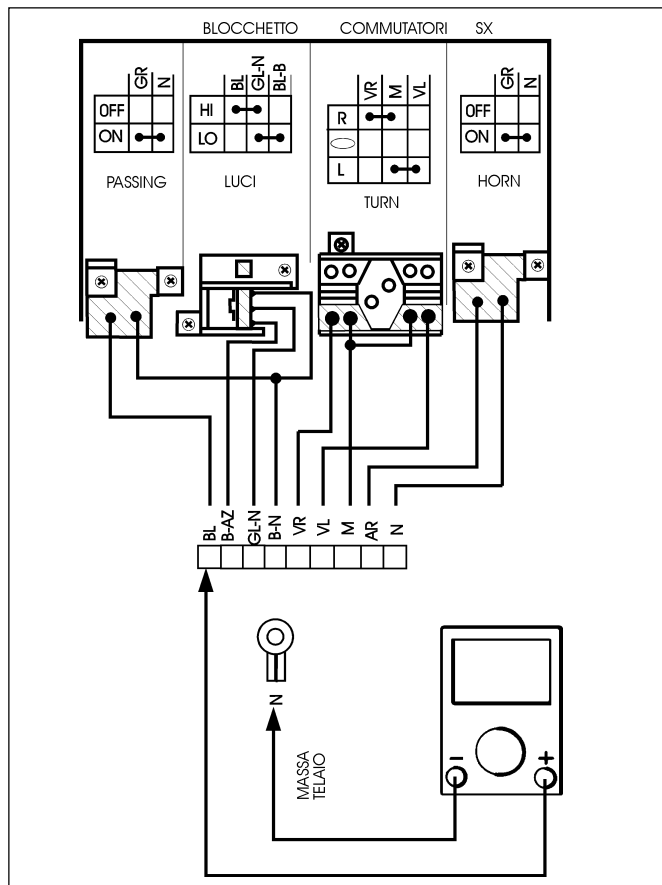 BLOCCHETTO COMMUTATORI SX
GR N
OFF
ON
PASSING
BL GL-N BL-B
HI
LO
LUCI
VR M VL
R
L
TURN
GR N
OFF
ON
HORN
BL B-AZ GL-N B-N VR VL M AR N
N
MASSA
TELAIO
− +